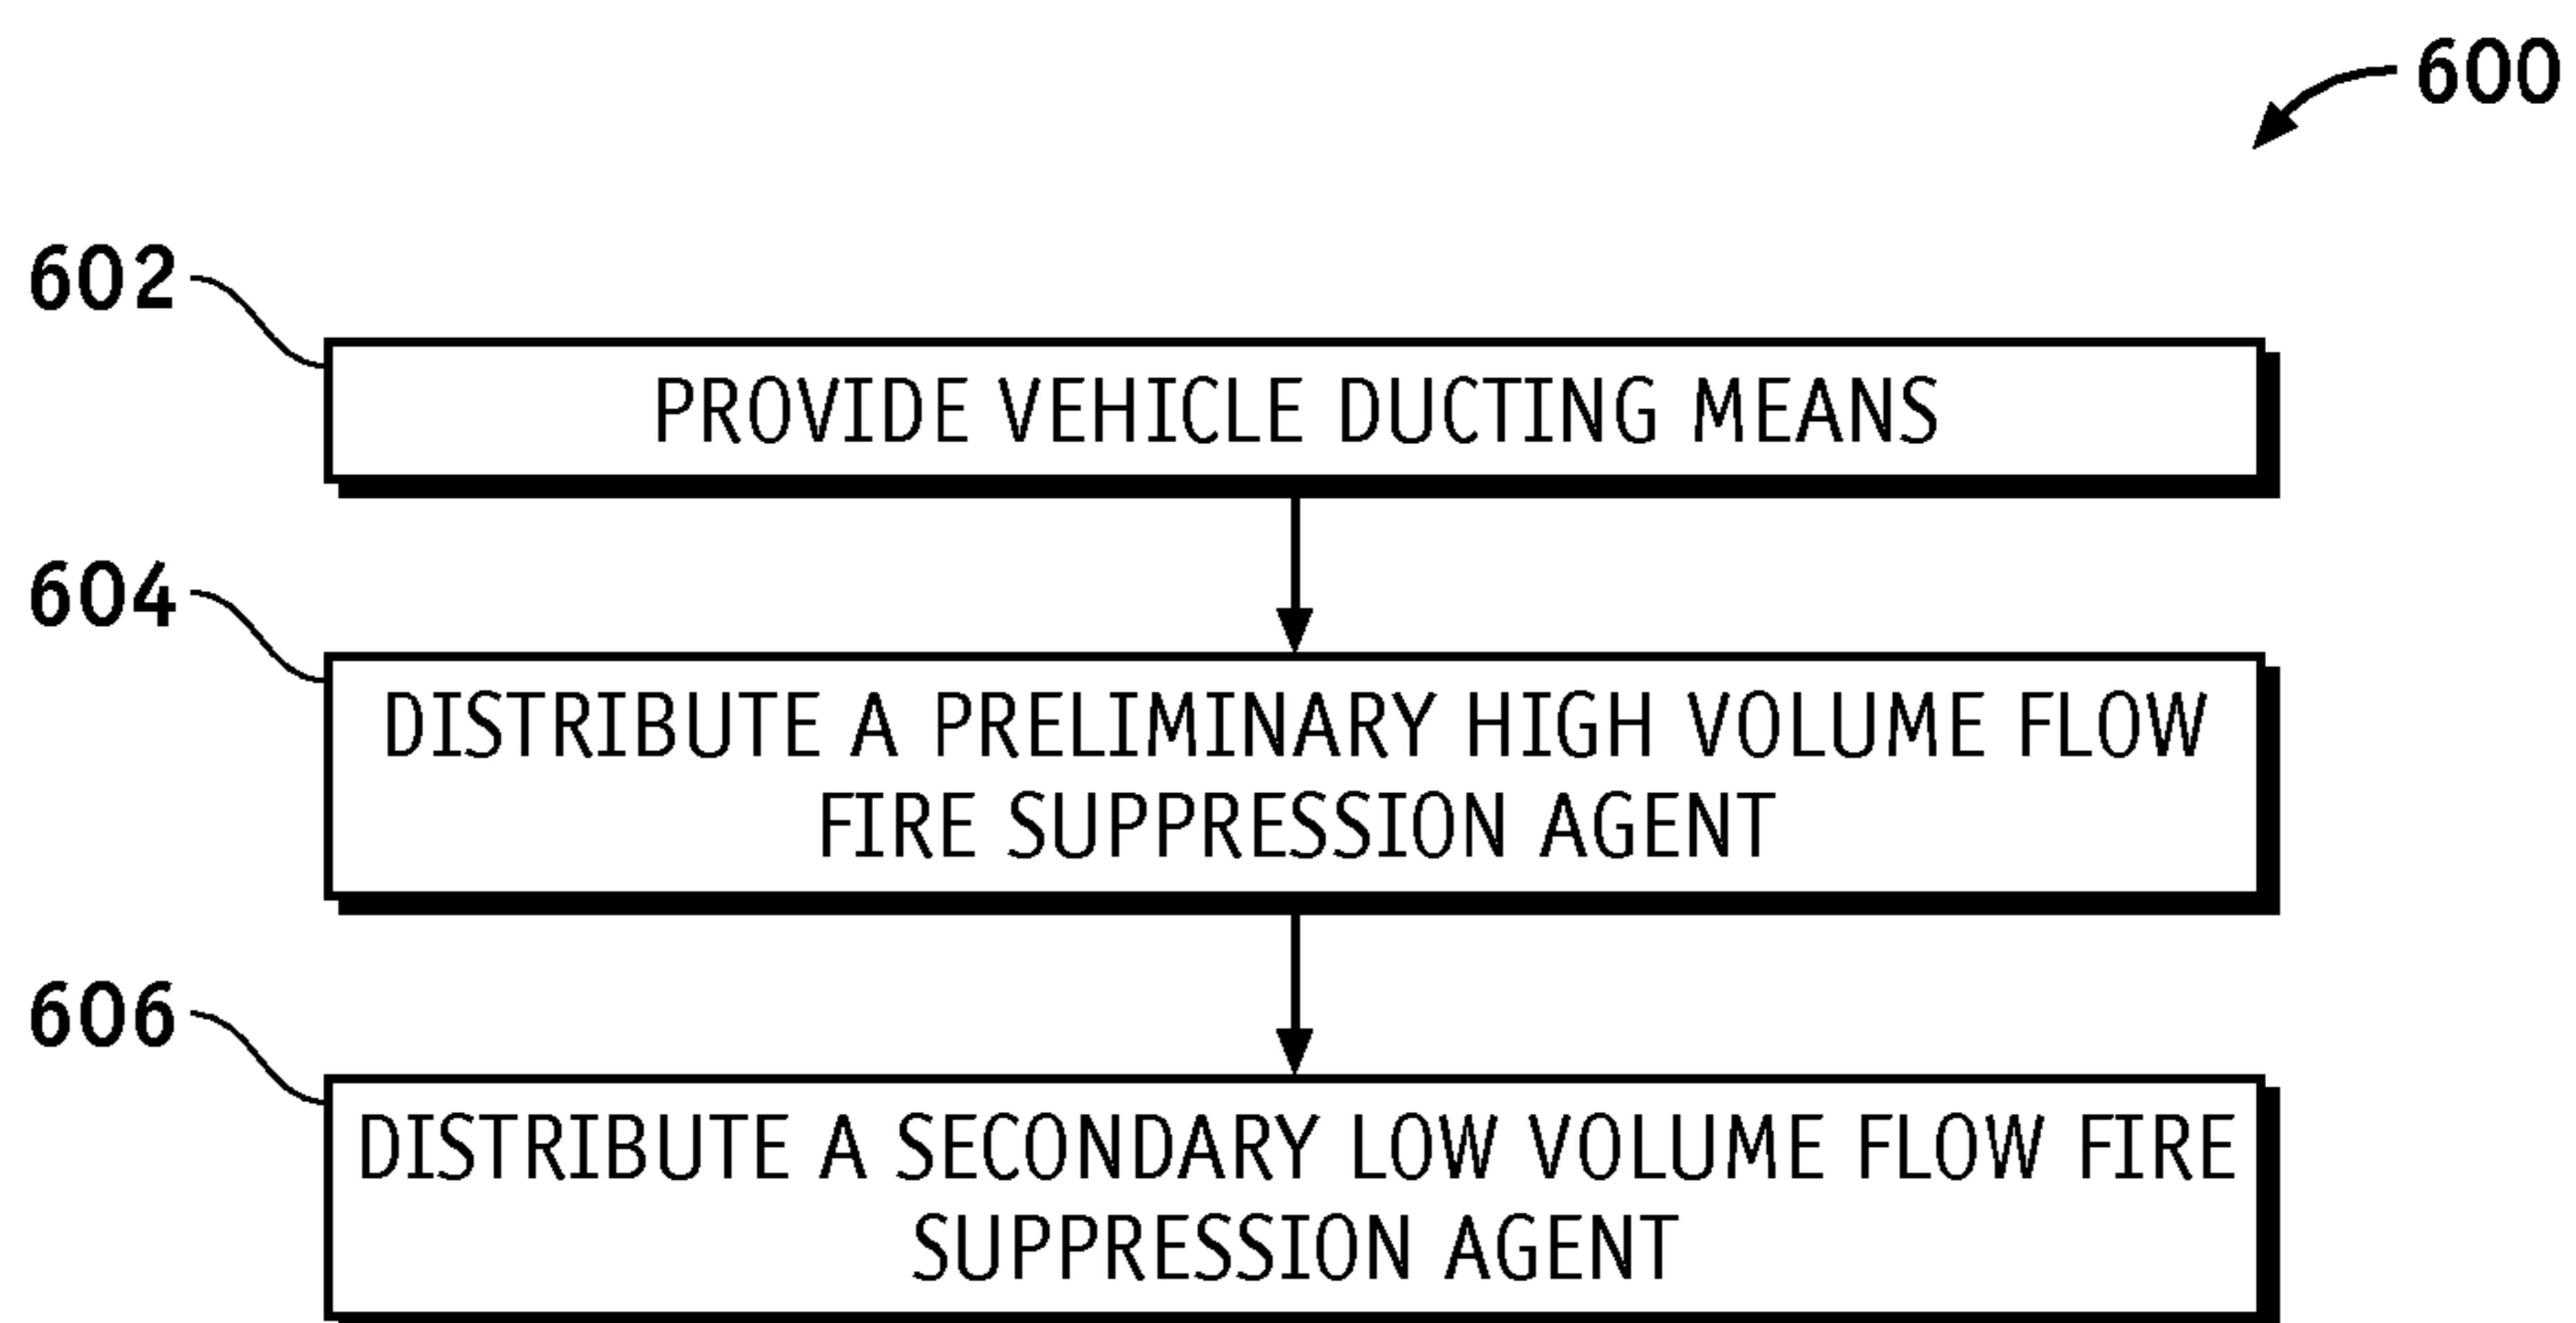 600
602
PROVIDE VEHICLE DUCTING MEANS
604
DISTRIBUTE A PRELIMINARY HIGH VOLUME FLOW
FIRE SUPPRESSION AGENT
606
DISTRIBUTE A SECONDARY LOW VOLUME FLOW FIRE
SUPPRESSION AGENT